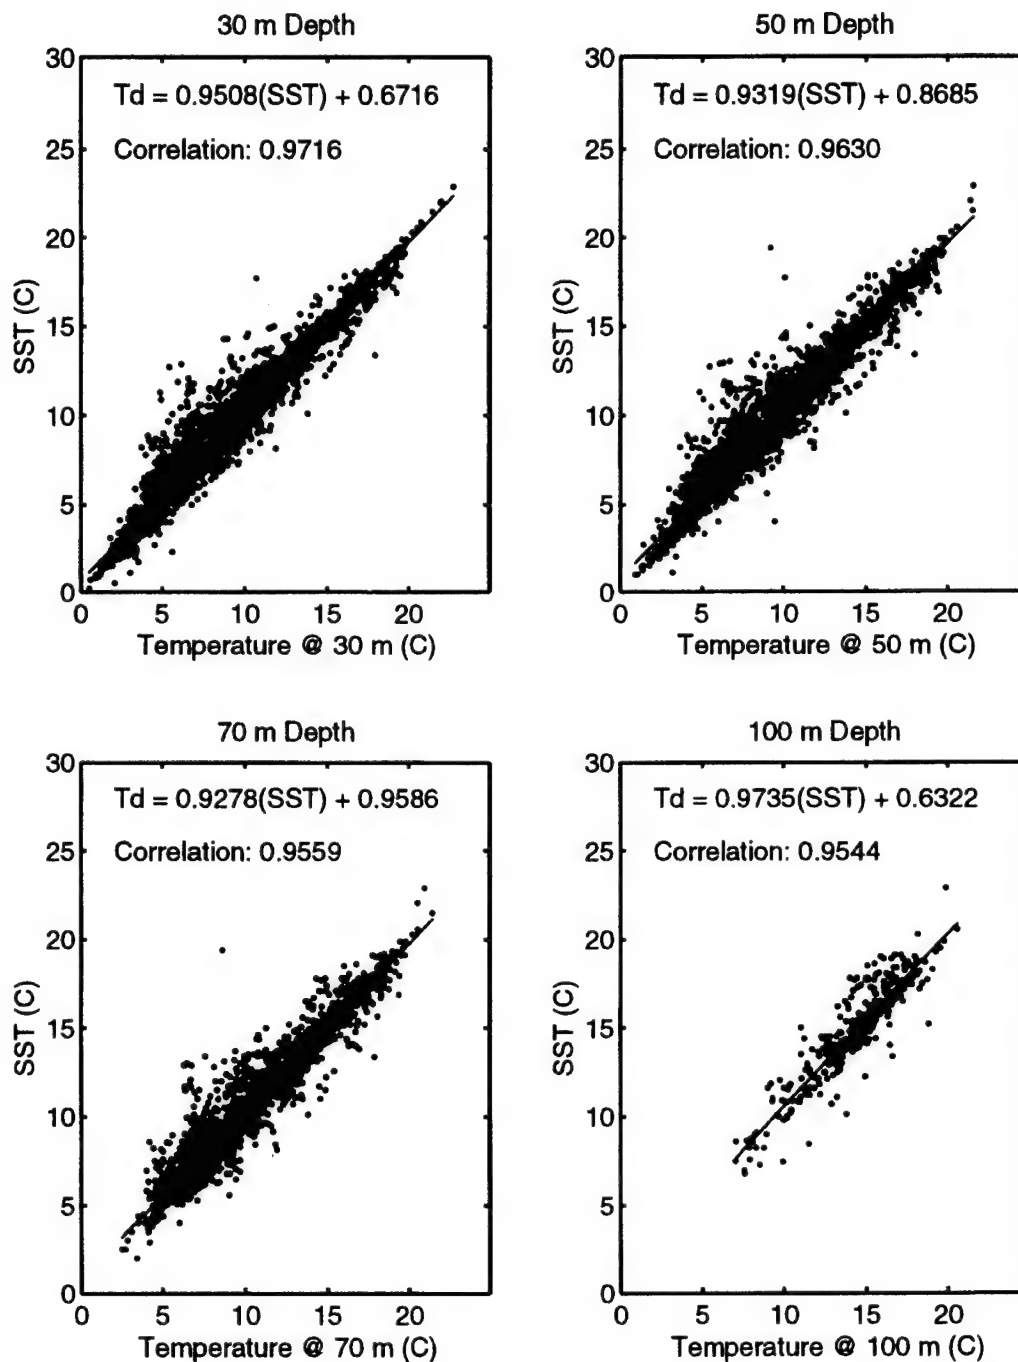 30 m Depth
Td = 0.9508(SST) + 0.6716
Correlation: 0.9716
30
25
20
15
10
5
0
SST (C)
0 5 10 15 20
Temperature @ 30 m (C)
50 m Depth
Td = 0.9319(SST) + 0.8685
Correlation: 0.9630
30
25
20
15
10
5
0
SST (C)
0 5 10 15 20
Temperature @ 50 m (C)
70 m Depth
Td = 0.9278(SST) + 0.9586
Correlation: 0.9559
30
25
20
15
10
5
0
SST (C)
0 5 10 15 20
Temperature @ 70 m (C)
100 m Depth
Td = 0.9735(SST) + 0.6322
Correlation: 0.9544
30
25
20
15
10
5
0
SST (C)
0 5 10 15 20
Temperature @ 100 m (C)